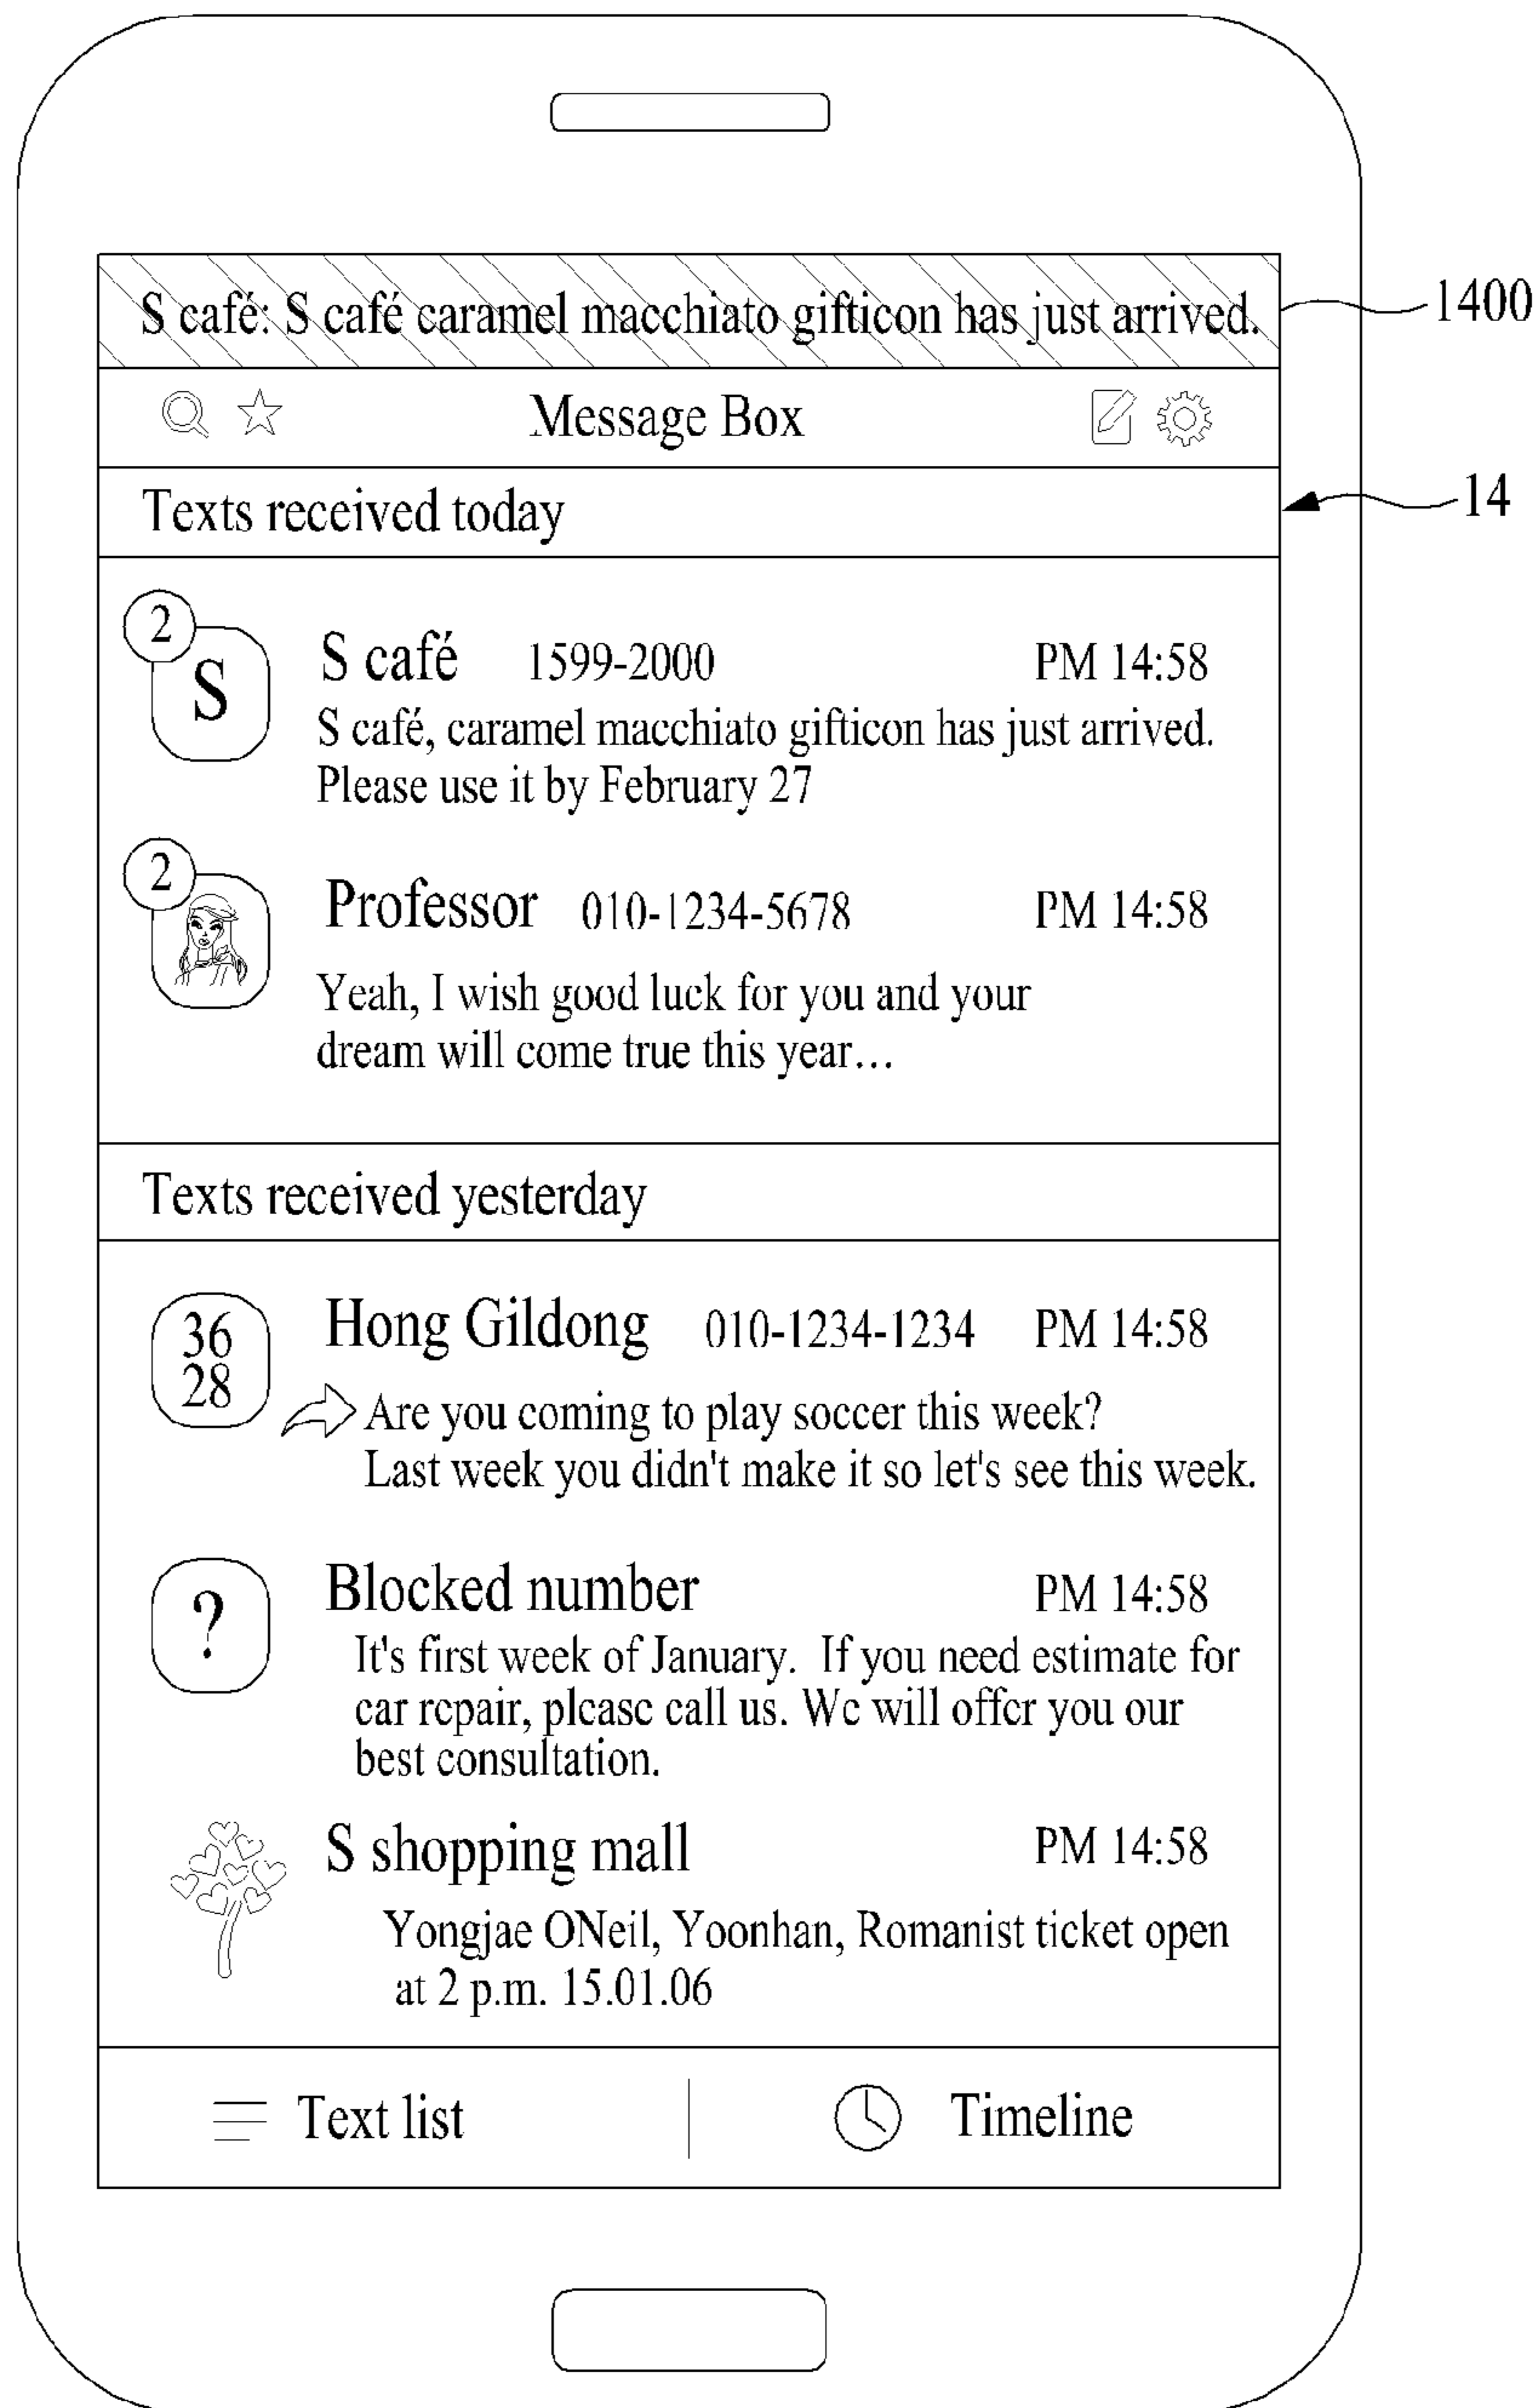 S café: S café caramel macchiato gifticon has just arrived.
1400
Message Box
14
Texts received today
2
S
S café 1599-2000 PM 14:58
S café, caramel macchiato gifticon has just arrived.
Please use it by February 27
2
Professor 010-1234-5678 PM 14:58
Yeah, I wish good luck for you and your
dream will come true this year...
Texts received yesterday
36
28
Hong Gildong 010-1234-1234 PM 14:58
Are you coming to play soccer this week?
Last week you didn't make it so let's see this week.
?
Blocked number PM 14:58
It's first week of January. If you need estimate for
car repair, please call us. We will offer you our
best consultation.
S shopping mall PM 14:58
Yongjae ONeil, Yoonhan, Romanist ticket open
at 2 p.m. 15.01.06
Text list
Timeline